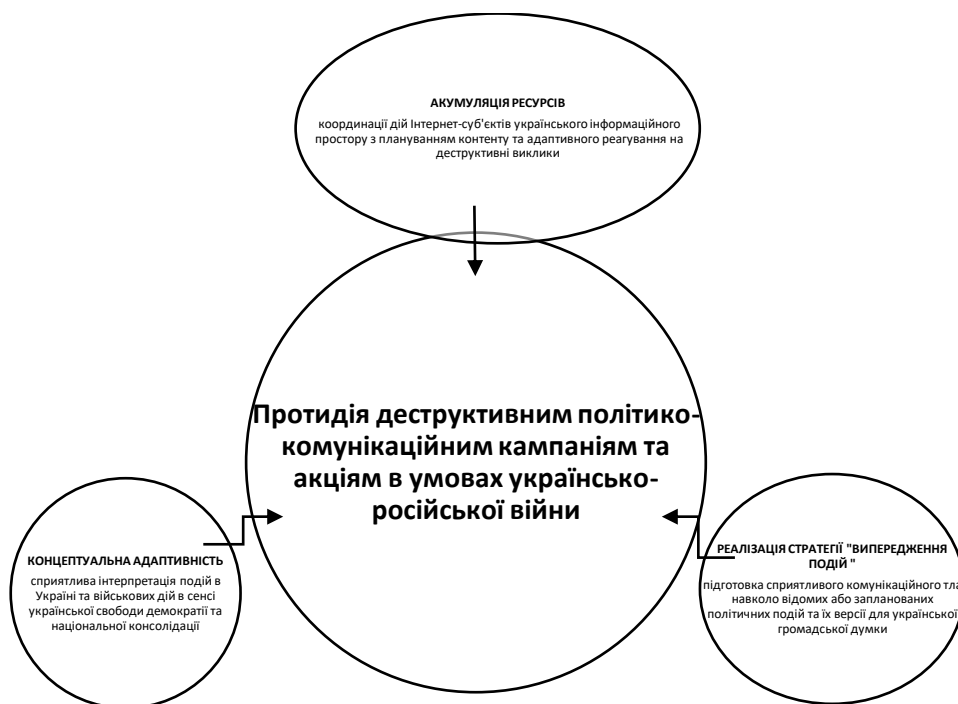 АКУМУЛЯЦІЯ РЕСУРСІВ
координації дій Інтернет-суб'єктів українського інформаційного
простору з плануванням контенту та адаптивного реагування на
деструктивні виклики
Протидія деструктивним політико-
комунікаційним кампаніям та
акціям в умовах українсько-
російської війни
КОНЦЕПТУАЛЬНА АДАПТИВНІСТЬ
сприятлива інтерпретація подій в
Україні та військових дій в сенсі
української свободи демократії та
національної консолідації
РЕАЛІЗАЦІЯ СТРАТЕГІЇ "ВИПЕРЕДЖЕННЯ
ПОДІЙ "
підготовка сприятливого комунікаційного тла
навколо відомих або запланованих
політичних подій та їх версії для української
громадської думки